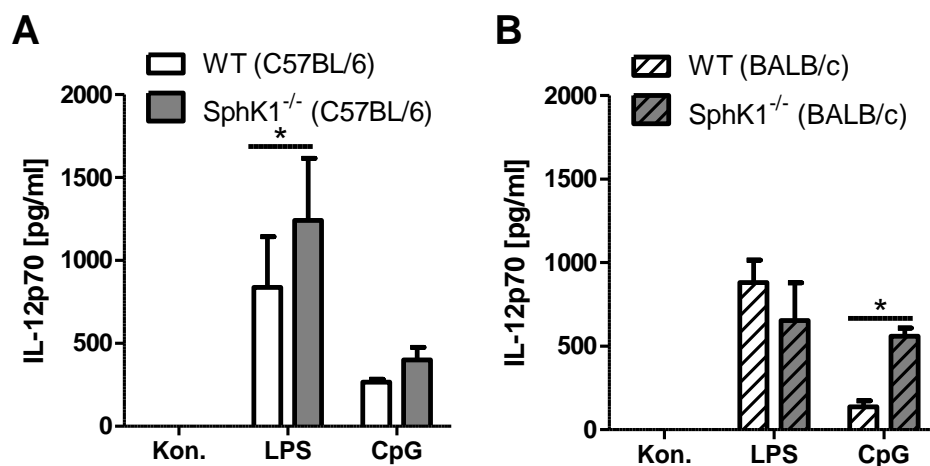 A
WT (C57BL/6)
SphK1-/- (C57BL/6)
*
IL-12p70 [pg/ml]
2000
1500
1000
500
0
Kon. LPS CpG
B
WT (BALB/c)
SphK1-/- (BALB/c)
*
IL-12p70 [pg/ml]
2000
1500
1000
500
0
Kon. LPS CpG